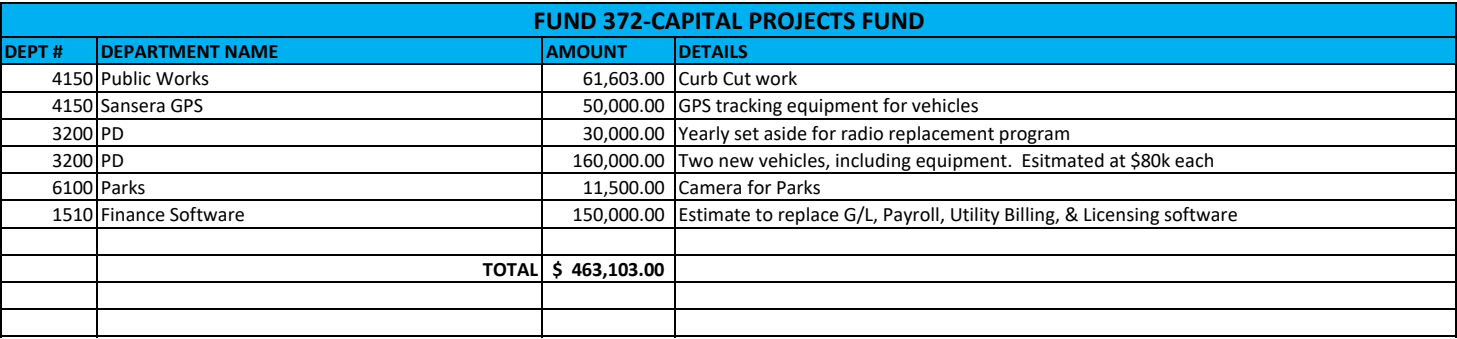 FUND 372-CAPITAL PROJECTS FUND
DEPT # DEPARTMENT NAME AMOUNT DETAILS
4150 Public Works 61,603.00 Curb Cut work
4150 Sansera GPS 50,000.00 GPS tracking equipment for vehicles
3200 PD 30,000.00 Yearly set aside for radio replacement program
3200 PD 160,000.00 Two new vehicles, including equipment.  Esitmated at $80k each
6100 Parks 11,500.00 Camera for Parks
1510 Finance Software 150,000.00 Estimate to replace G/L, Payroll, Utility Billing, & Licensing software
TOTAL $ 463,103.00